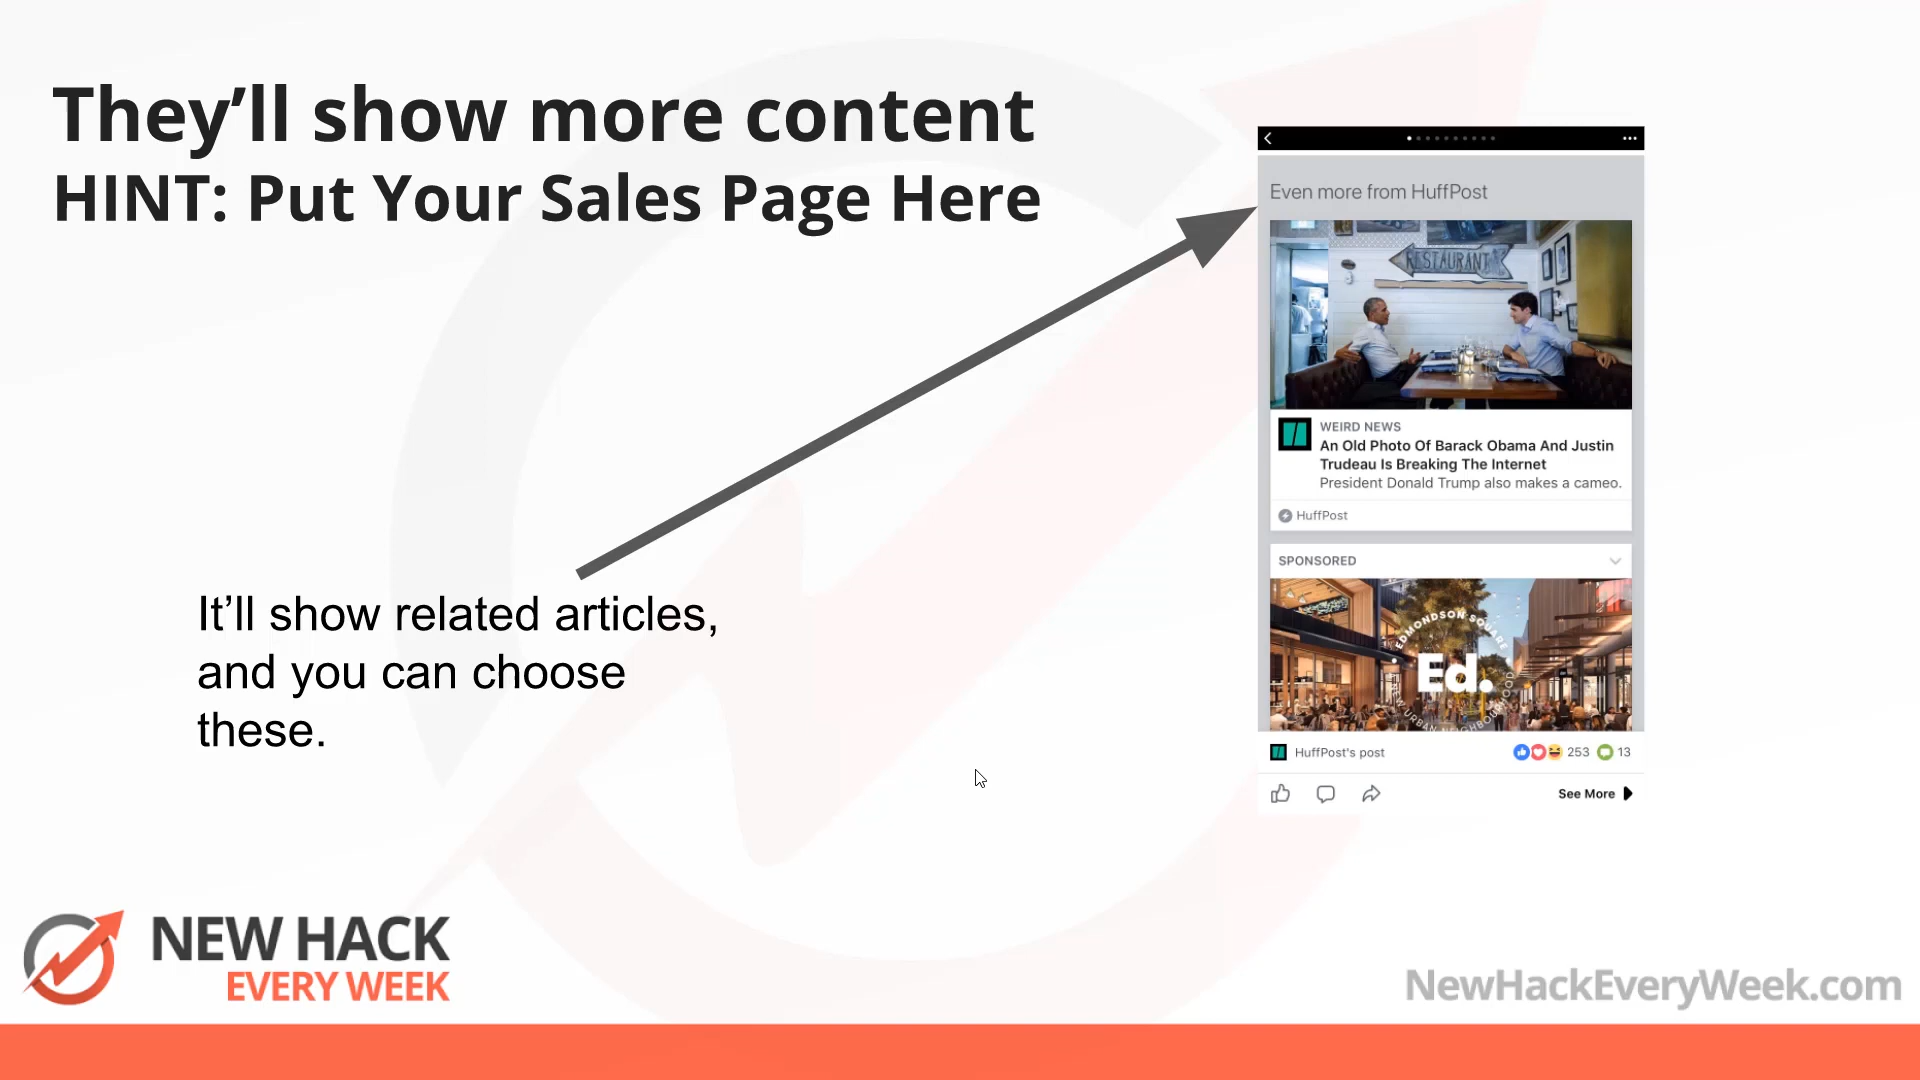 They’ll show more content
HINT: Put Your Sales Page Here
Even more from HuffPost
RESTAURANT
WEIRD NEWS
An Old Photo Of Barack Obama And Justin
Trudeau Is Breaking The Internet
President Donald Trump also makes a cameo.
HuffPost
SPONSORED
EDMONDSON SQUARE
Ed.
NEW URBAN NEIGHBOURHOOD
HuffPost's post
253
13
See More
It’ll show related articles,
and you can choose
these.
NEW HACK
EVERY WEEK
NewHackEveryWeek.com